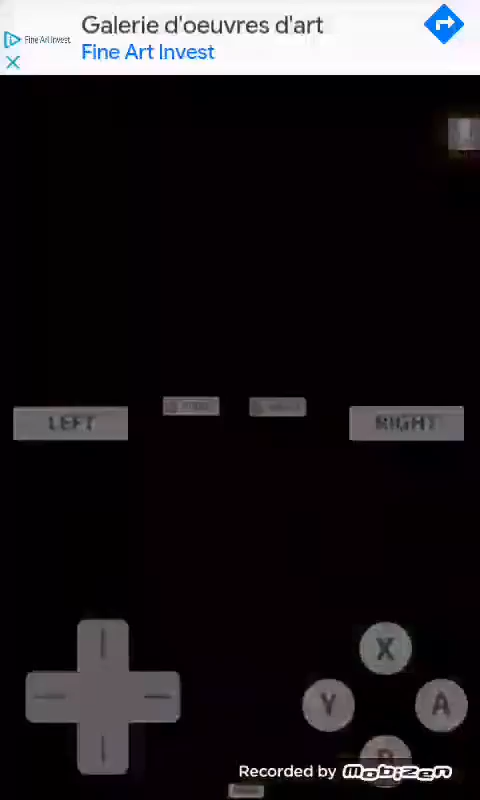 Galerie d'oeuvres d'art
Fine Art Invest
Fine Art Invest
LEFT
RIGHT
X
Y
A
B
Recorded by Mobizen